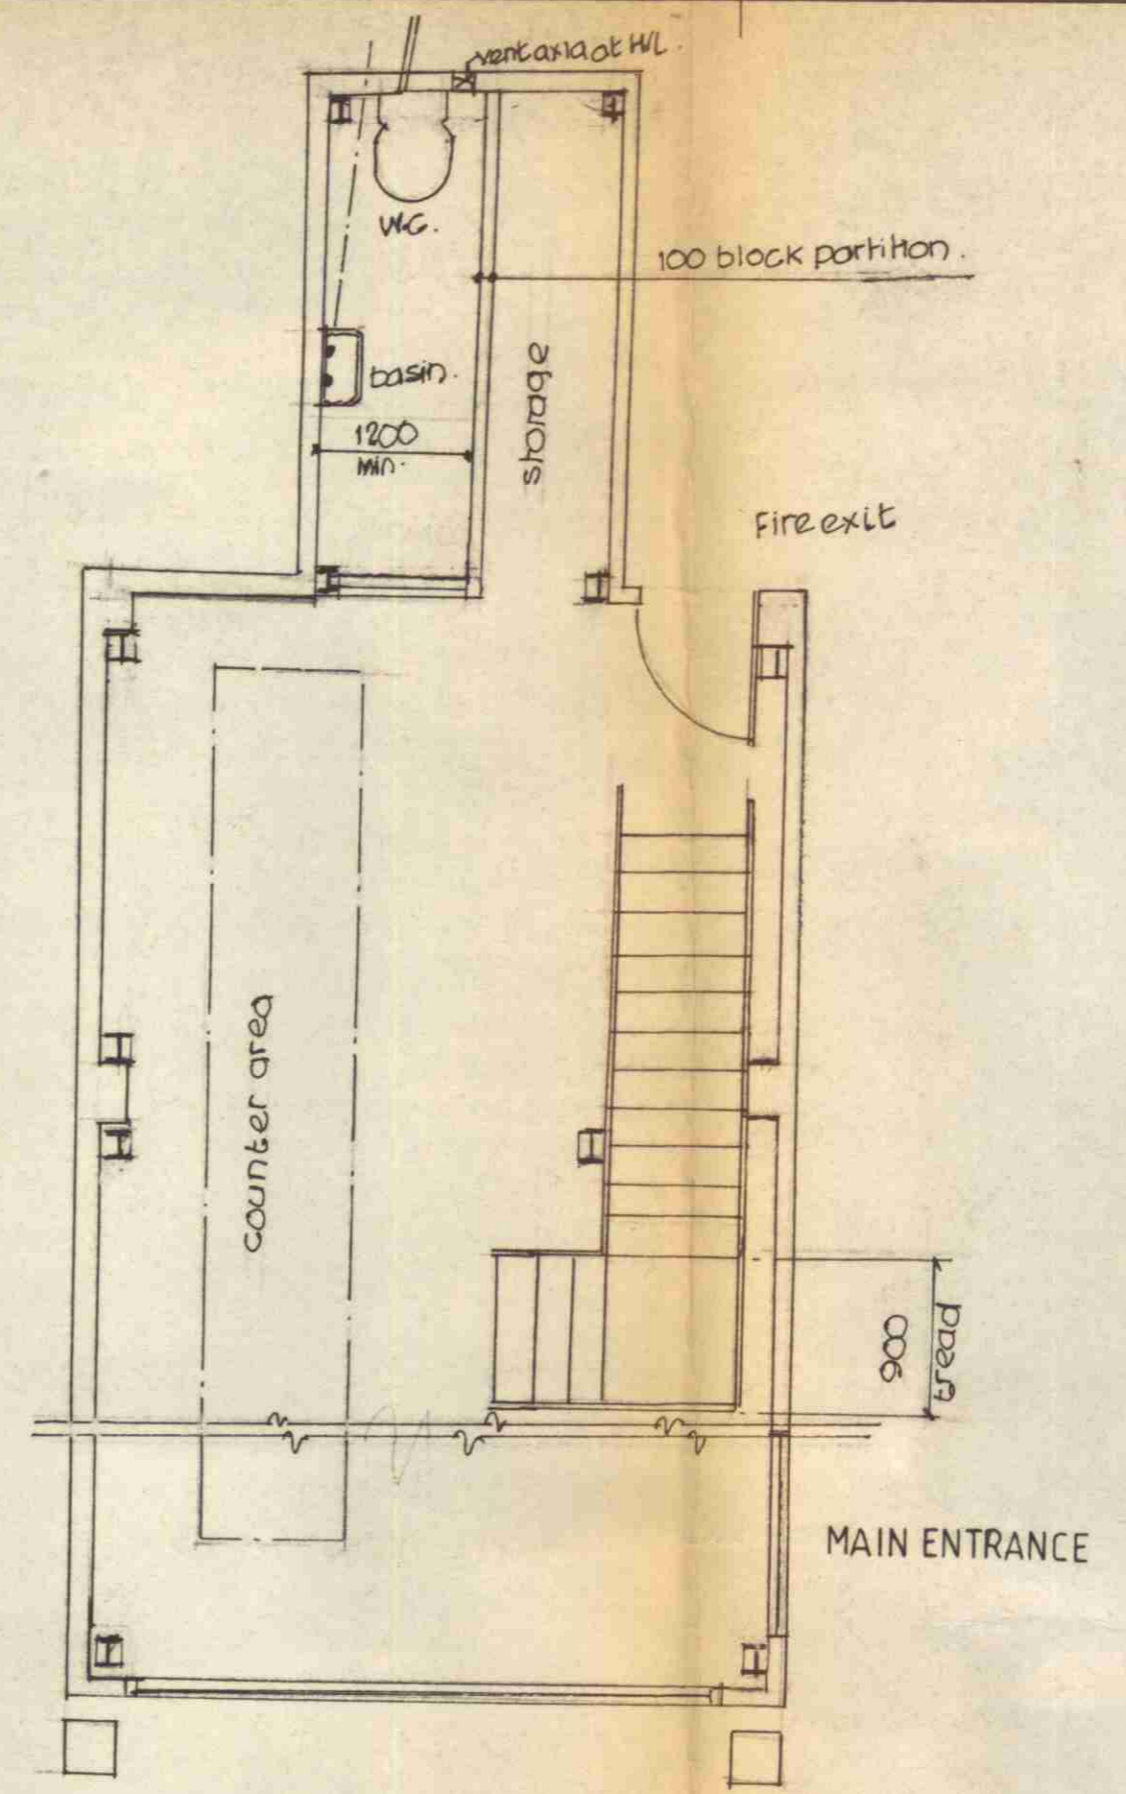 vent axia at H/L.
W.C.
100 block partition.
storage
basin.
1200
min.
Fire exit
counter area
900
tread
MAIN ENTRANCE